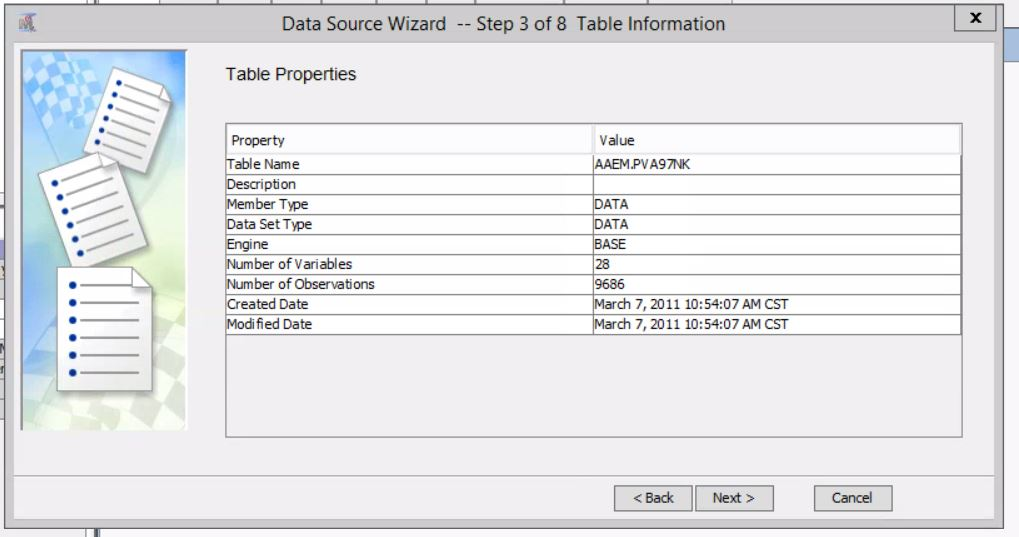 Data Source Wizard -- Step 3 of 8 Table Information
x
Table Properties
Property Value
Table Name AAEM.PVA97NK
Description
Member Type DATA
Data Set Type DATA
Engine BASE
Number of Variables 28
Number of Observations 9686
Created Date March 7, 2011 10:54:07 AM CST
Modified Date March 7, 2011 10:54:07 AM CST
< Back Next > Cancel